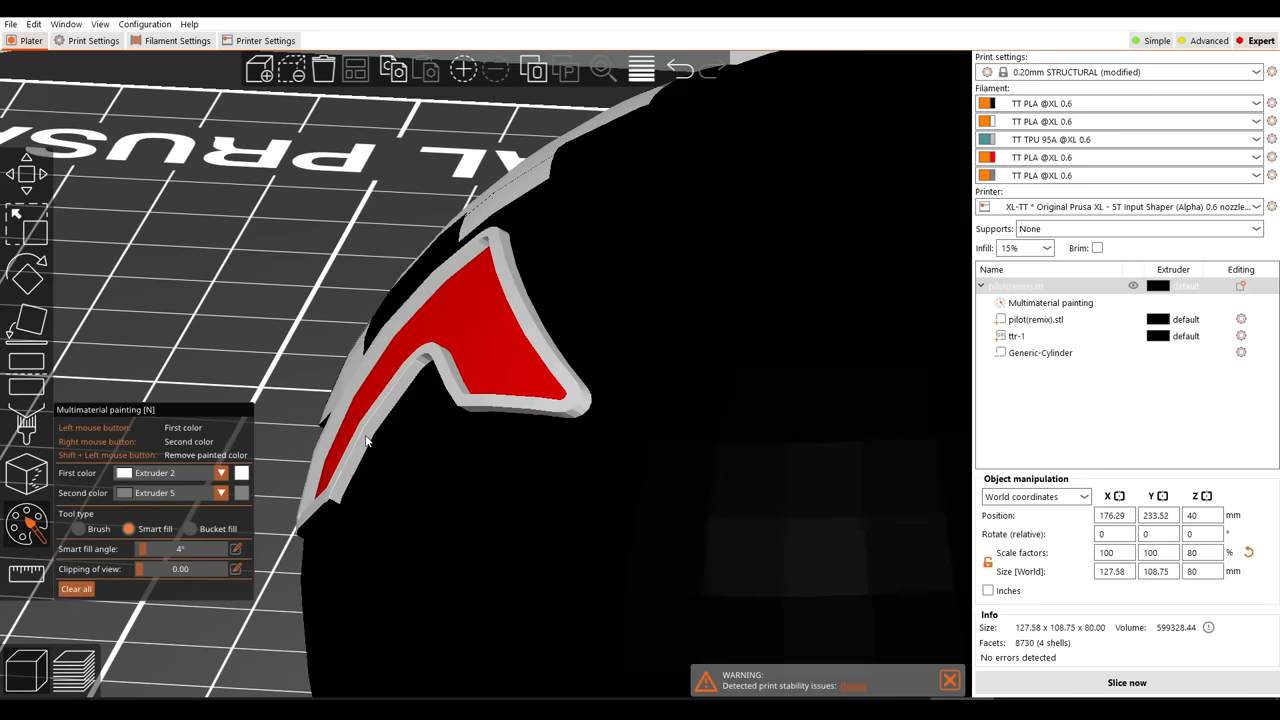 File Edit Window View Configuration Help
Plater Print Settings Filament Settings Printer Settings Simple Advanced Expert
AL PRUSA
Print settings:
0.20mm STRUCTURAL (modified)
Filament:
TT PLA @XL 0.6
TT PLA @XL 0.6
TT TPU 95A @XL 0.6
TT PLA @XL 0.6
TT PLA @XL 0.6
Printer:
XL-TT * Original Prusa XL - 5T Input Shaper (Alpha) 0.6 nozzle...
Supports: None
Infill: 15% Brim:
Name Extruder Editing
pilot(remix).stl default
Multimaterial painting
pilot(remix).stl default
ttr-1 default
Generic-Cylinder
Object manipulation
World coordinates X Y Z
Position: 176.29 233.52 40 mm
Rotate (relative): 0 0 0 °
Scale factors: 100 100 80 %
Size [World]: 127.58 108.75 80 mm
Inches
Info
Size: 127.58 x 108.75 x 80.00 Volume: 599328.44
Facets: 8730 (4 shells)
No errors detected
Slice now
Multimaterial painting [N]
Left mouse button: First color
Right mouse button: Second color
Shift + Left mouse button: Remove painted color
First color Extruder 2
Second color Extruder 5
Tool type
Brush Smart fill Bucket fill
Smart fill angle: 4°
Clipping of view: 0.00
Clear all
WARNING:
Detected print stability issues: